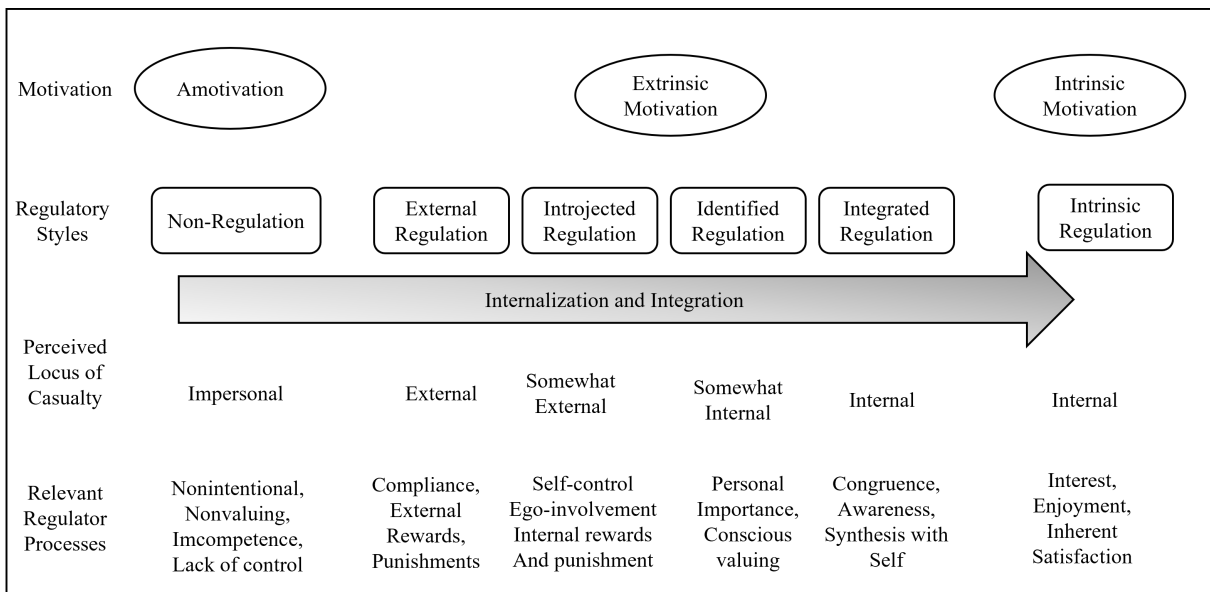 Motivation
Amotivation
Extrinsic
Motivation
Intrinsic
Motivation
Regulatory
Styles
Non-Regulation
External
Regulation
Introjected
Regulation
Identified
Regulation
Integrated
Regulation
Intrinsic
Regulation
Internalization and Integration
Perceived
Locus of
Casualty
Impersonal
External
Somewhat
External
Somewhat
Internal
Internal
Internal
Relevant
Regulator
Processes
Nonintentional,
Nonvaluing,
Imcompetence,
Lack of control
Compliance,
External
Rewards,
Punishments
Self-control
Ego-involvement
Internal rewards
And punishment
Personal
Importance,
Conscious
valuing
Congruence,
Awareness,
Synthesis with
Self
Interest,
Enjoyment,
Inherent
Satisfaction